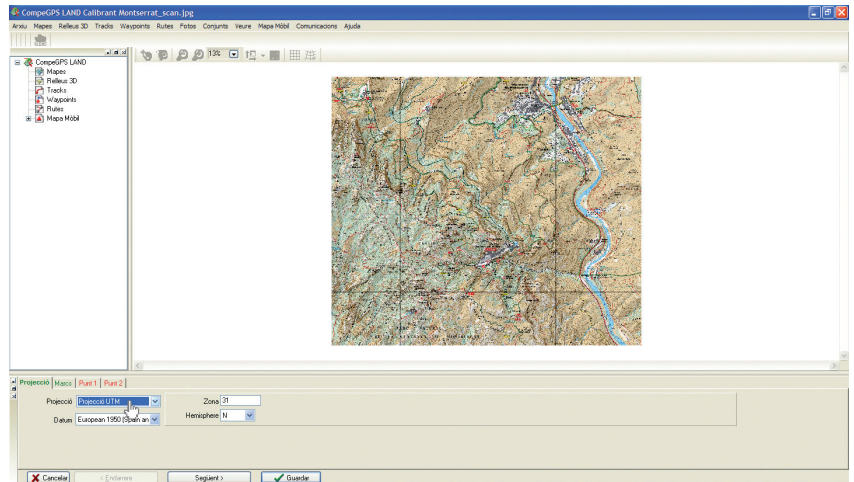 CompeGPS LAND Calibrant Montserrat_scan.jpg
Arxiu Mapes Relleus 3D Tracks Waypoints Rutes Fotos Conjunts Veure Mapa Mòbil Comunicacions Ajuda
13%
CompeGPS LAND
Mapes
Relleus 3D
Tracks
Waypoints
Rutes
Mapa Mòbil
Projecció Marcs Punt 1 Punt 2
Projecció Projecció UTM Zona 31
Datum European 1950 (Spain an Hemisphere N
Cancelar < Enderrere Següent > Guardar